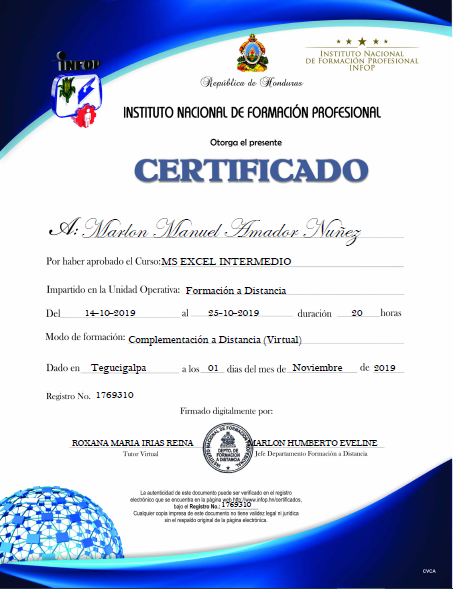 INFOP
INSTITUTO NACIONAL
DE FORMACIÓN PROFESIONAL
INFOP
República de Honduras
INSTITUTO NACIONAL DE FORMACIÓN PROFESIONAL
Otorga el presente
CERTIFICADO
A: Marlon Manuel Amador Nuñez
Por haber aprobado el Curso: MS EXCEL INTERMEDIO
Impartido en la Unidad Operativa: Formación a Distancia
Del 14-10-2019 al 25-10-2019 duración 20 horas
Modo de formación: Complementación a Distancia (Virtual)
Dado en Tegucigalpa a los 01 días del mes de Noviembre de 2019
Registro No. 1769310
Firmado digitalmente por:
ROXANA MARIA IRIAS REINA MARLON HUMBERTO EVELINE
Tutor Virtual Jefe Departamento Formación a Distancia
DEPTO. DE
FORMACIÓN
A DISTANCIA
La autentidad de este documento puede ser verificado en el registro
electrónico que se encuentra en la página web http://www.infop.hn/certificados,
bajo el Registro No.: 1769310
Cualquier copia impresa de este documento no tiene validez legal ni jurídica
sin el respaldo original de la página electrónica.
CVCA